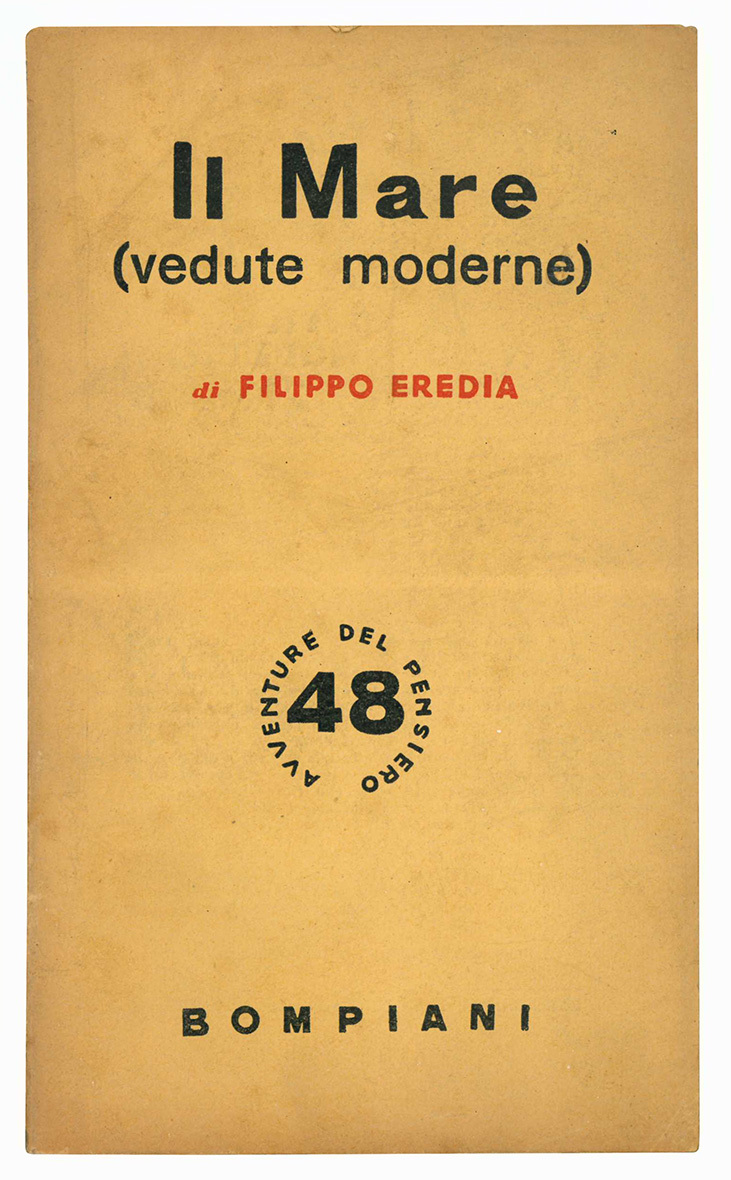 Il Mare
(vedute moderne)
di FILIPPO EREDIA
AVVENTURE DEL PENSIERO
48
BOMPIANI